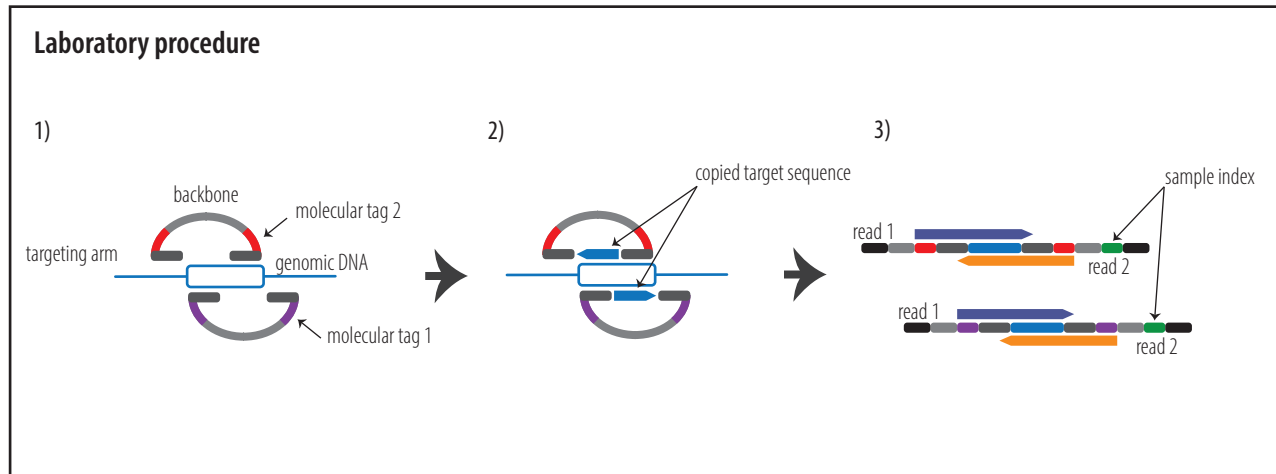 Laboratory procedure
1)
2)
3)
copied target sequence
sample index
backbone
molecular tag 2
targeting arm
genomic DNA
molecular tag 1
read 1
read 2
read 1
read 2